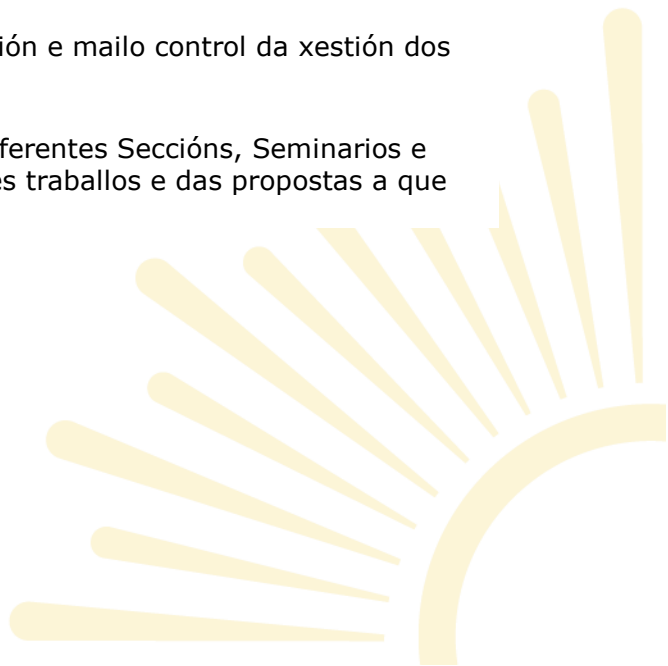 ión e mailo control da xestión dos
ferentes Seccións, Seminarios e
s traballos e das propostas a que